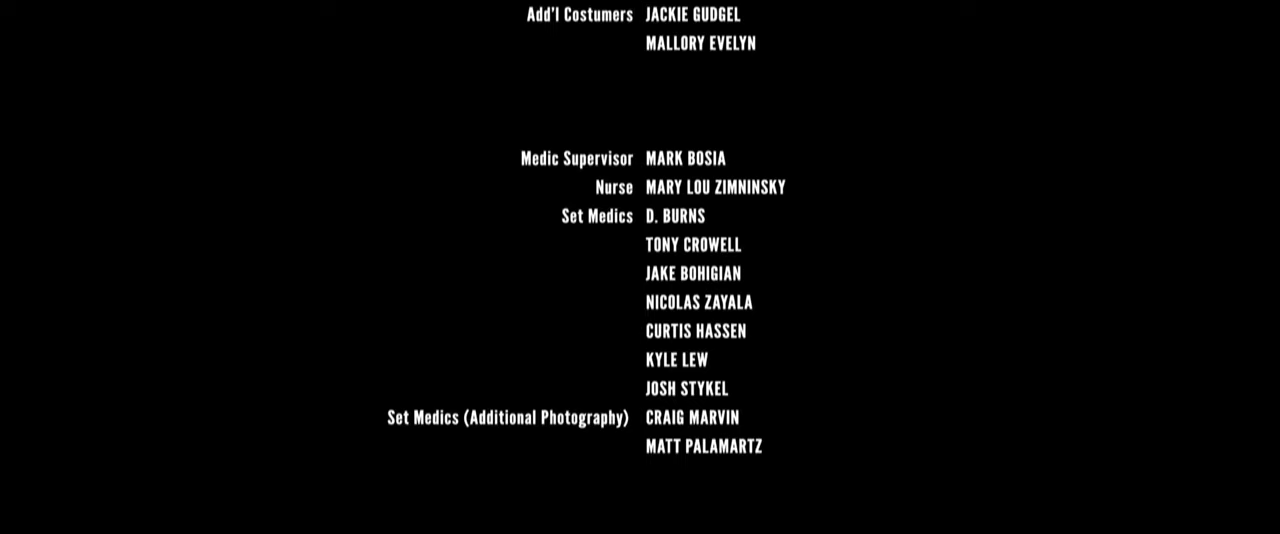 Add'l Costumers JACKIE GUDGEL
MALLORY EVELYN
Medic Supervisor MARK BOSIA
Nurse MARY LOU ZIMNINSKY
Set Medics D. BURNS
TONY CROWELL
JAKE BOHIGIAN
NICOLAS ZAYALA
CURTIS HASSEN
KYLE LEW
JOSH STYKEL
Set Medics (Additional Photography) CRAIG MARVIN
MATT PALAMARTZ